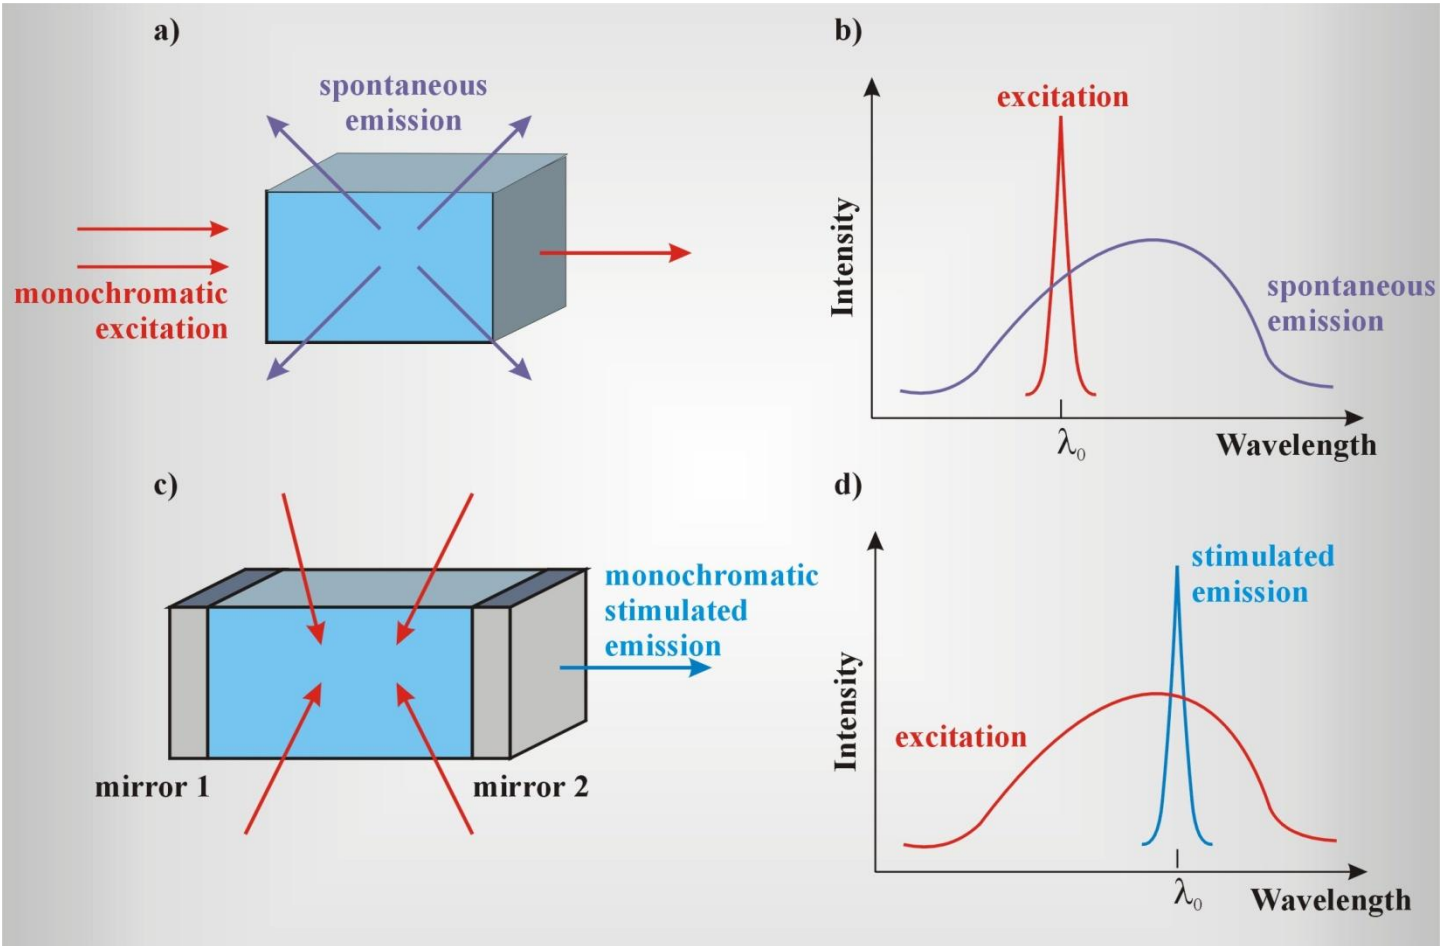 a)
spontaneous
emission
monochromatic
excitation
b)
excitation
Intensity
spontaneous
emission
λ₀
Wavelength
c)
monochromatic
stimulated
emission
mirror 1
mirror 2
d)
stimulated
emission
Intensity
excitation
λ₀
Wavelength